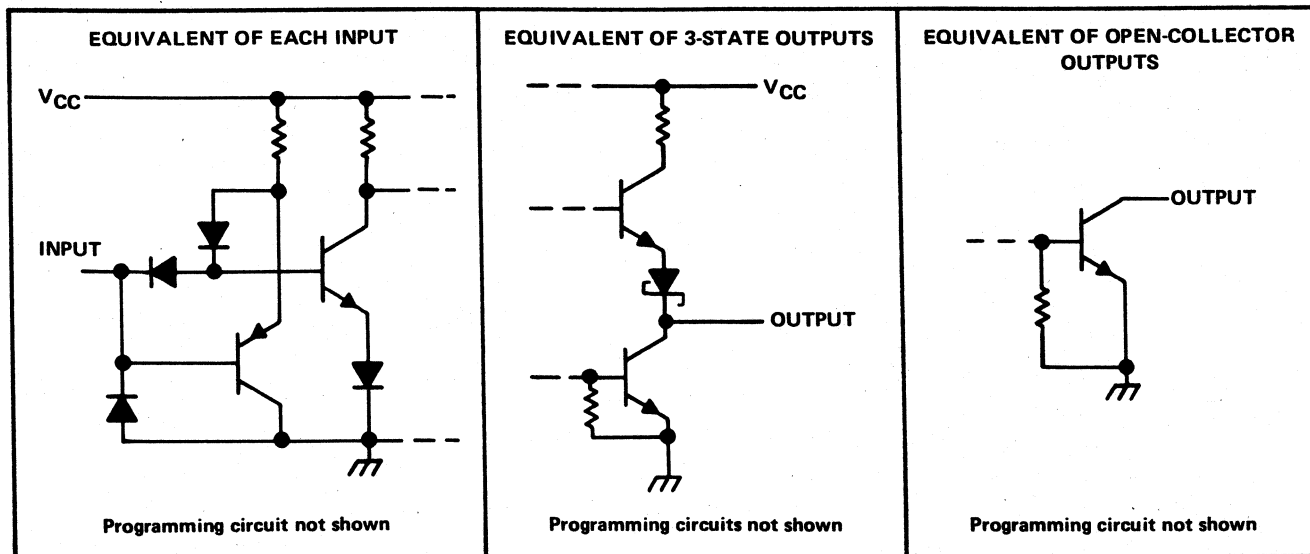 EQUIVALENT OF EACH INPUT
VCC
INPUT
Programming circuit not shown
EQUIVALENT OF 3-STATE OUTPUTS
VCC
OUTPUT
Programming circuits not shown
EQUIVALENT OF OPEN-COLLECTOR
OUTPUTS
OUTPUT
Programming circuit not shown